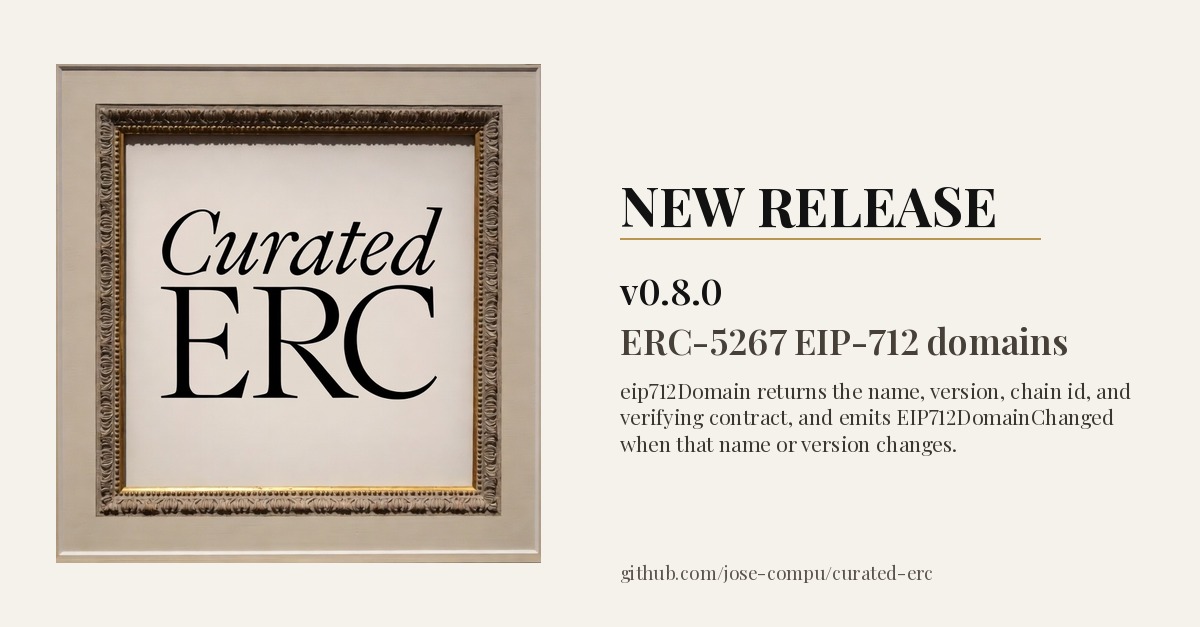 Curated
ERC
NEW RELEASE
v0.8.0
ERC-5267 EIP-712 domains
eip712Domain returns the name, version, chain id, and
verifying contract, and emits EIP712DomainChanged
when that name or version changes.
github.com/jose-compu/curated-erc